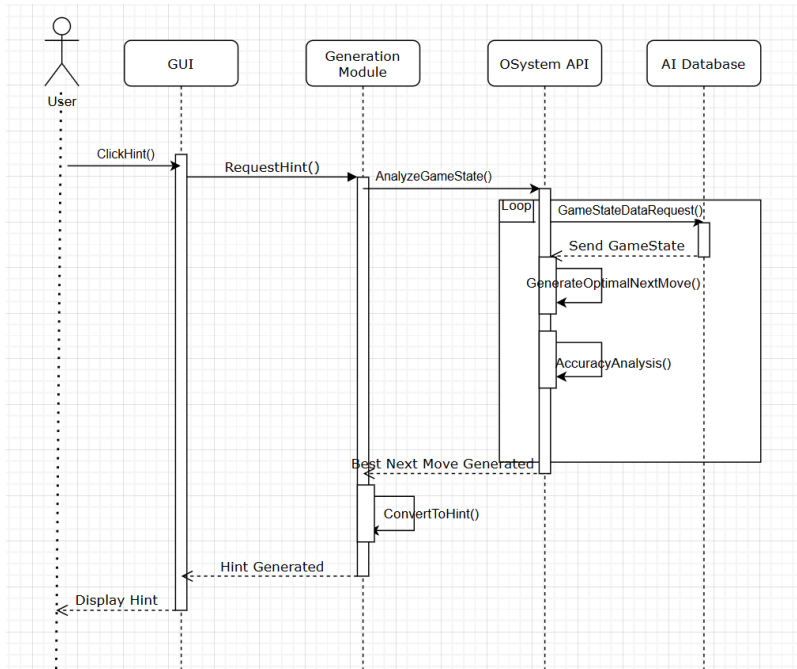 User
GUI
Generation
Module
OSystem API
AI Database
ClickHint()
RequestHint()
AnalyzeGameState()
Loop
GameStateDataRequest()
Send GameState
GenerateOptimalNextMove()
AccuracyAnalysis()
Best Next Move Generated
ConvertToHint()
Hint Generated
Display Hint